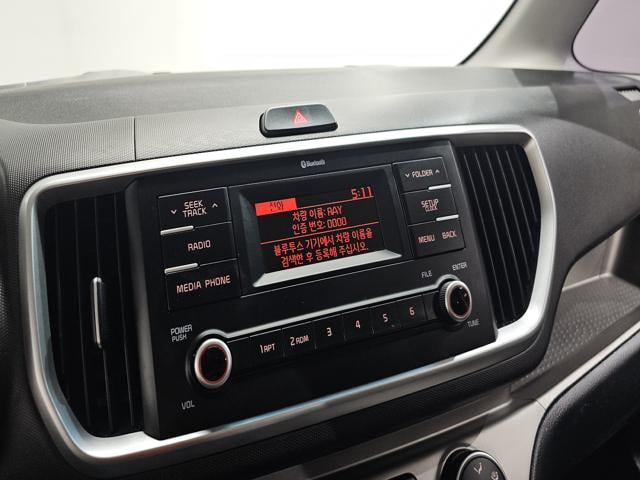 Bluetooth
SEEK
TRACK
RADIO
MEDIA PHONE
전화 5:11
차량 이름: RAY
인증 번호: 0000
블루투스 기기에서 차량 이름을
검색한 후 등록해 주십시오.
FOLDER
SETUP
CLOCK
MENU BACK
FILE ENTER
POWER
PUSH
VOL
1 RPT 2 RDM 3 4 5 6
TUNE